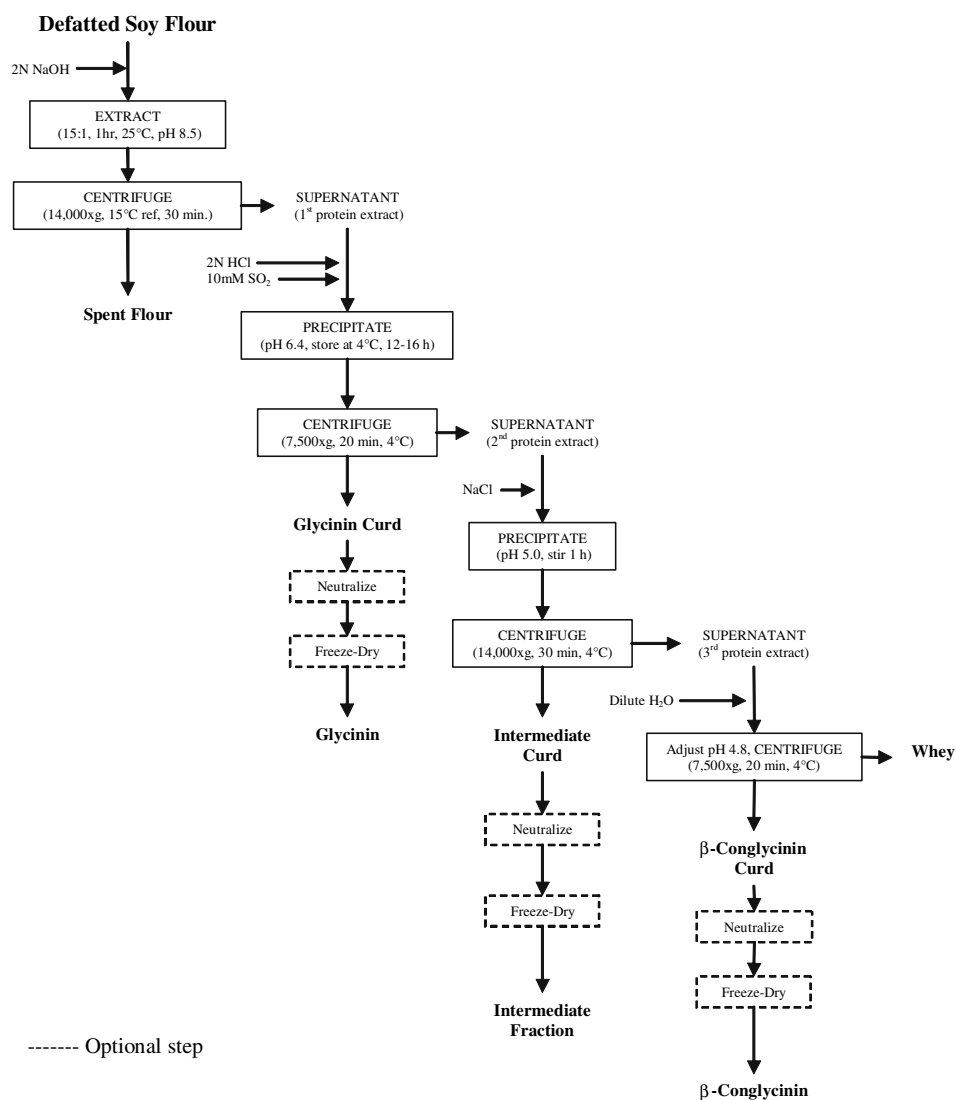 Defatted Soy Flour
2N NaOH
EXTRACT
(15:1, 1hr, 25°C, pH 8.5)
CENTRIFUGE
(14,000xg, 15°C ref, 30 min.)
SUPERNATANT
(1st protein extract)
Spent Flour
2N HCl
10mM SO₂
PRECIPITATE
(pH 6.4, store at 4°C, 12-16 h)
CENTRIFUGE
(7,500xg, 20 min, 4°C)
SUPERNATANT
(2nd protein extract)
Glycinin Curd
Neutralize
Freeze-Dry
Glycinin
NaCl
PRECIPITATE
(pH 5.0, stir 1 h)
CENTRIFUGE
(14,000xg, 30 min, 4°C)
SUPERNATANT
(3rd protein extract)
Intermediate
Curd
Neutralize
Freeze-Dry
Intermediate
Fraction
Dilute H₂O
Adjust pH 4.8, CENTRIFUGE
(7,500xg, 20 min, 4°C)
Whey
β-Conglycinin
Curd
Neutralize
Freeze-Dry
β-Conglycinin
------- Optional step